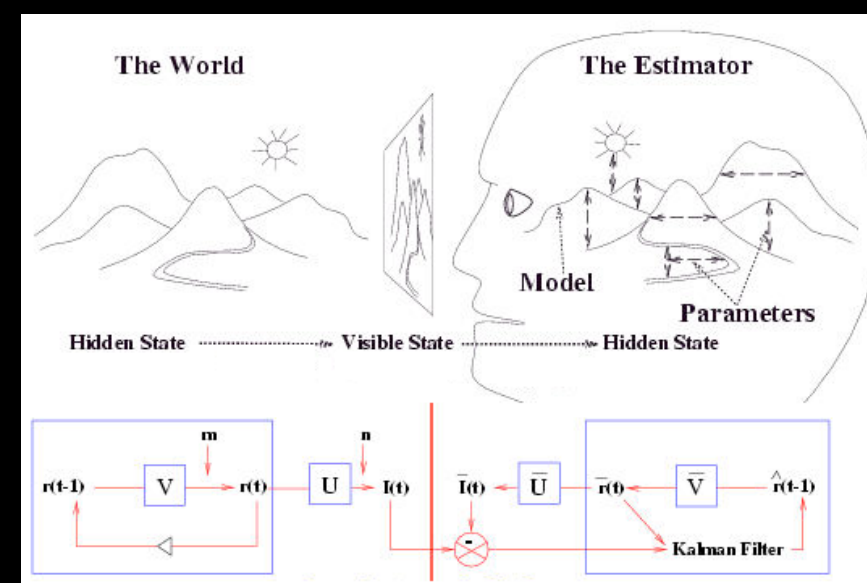 The World
The Estimator
Model
Parameters
Hidden State
Visible State
Hidden State
m
n
r(t-1)
V
r(t)
U
I(t)
I̅(t)
U̅
r̅(t)
V̅
r̂(t-1)
-
Kalman Filter